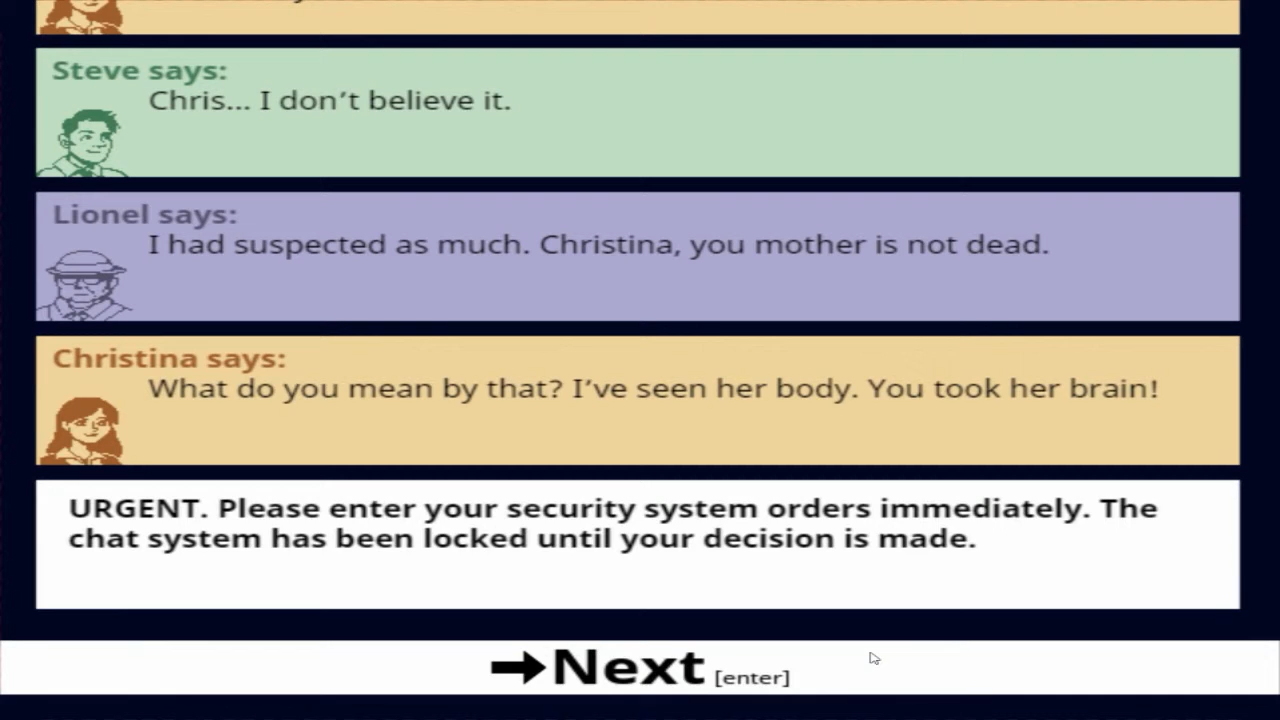 Steve says:
Chris... I don't believe it.
Lionel says:
I had suspected as much. Christina, you mother is not dead.
Christina says:
What do you mean by that? I've seen her body. You took her brain!
URGENT. Please enter your security system orders immediately. The
chat system has been locked until your decision is made.
➡Next [enter]